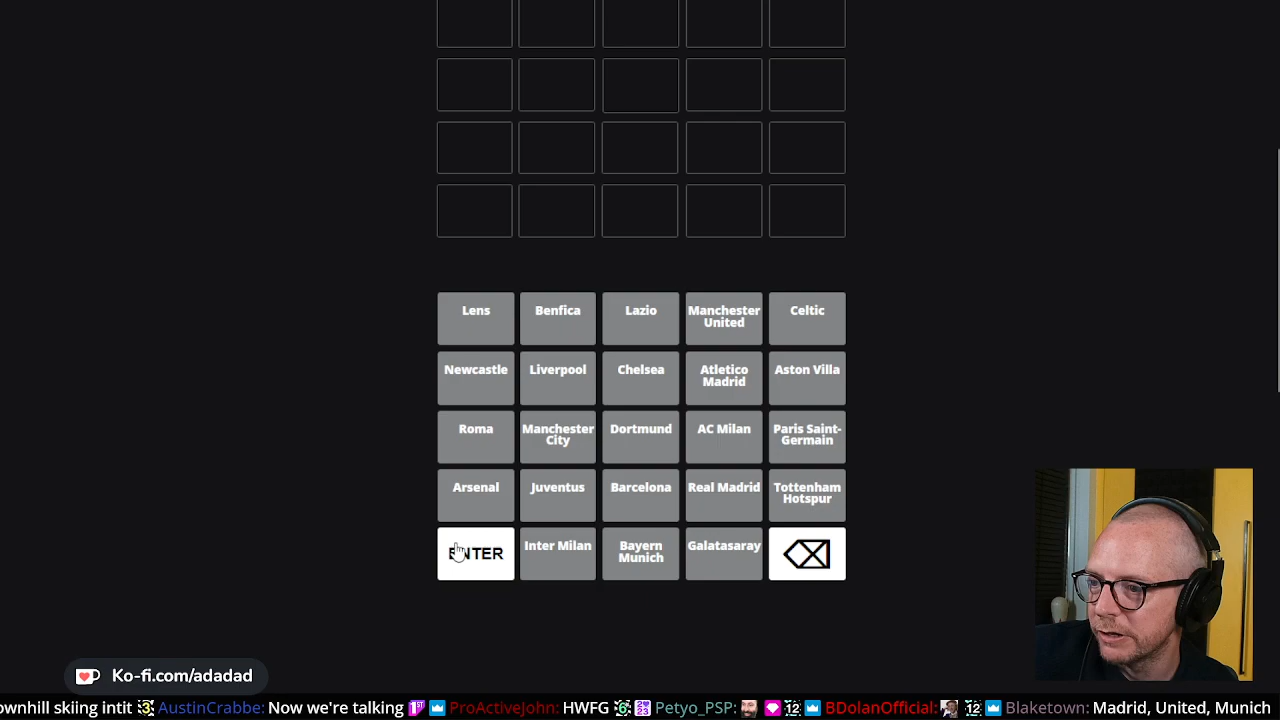 Lens
Benfica
Lazio
Manchester
United
Celtic
Newcastle
Liverpool
Chelsea
Atletico
Madrid
Aston Villa
Roma
Manchester
City
Dortmund
AC Milan
Paris Saint-
Germain
Arsenal
Juventus
Barcelona
Real Madrid
Tottenham
Hotspur
ENTER
Inter Milan
Bayern
Munich
Galatasaray
Ko-fi.com/adadad
ownhill skiing intit 3 AustinCrabbe: Now we're talking 1ST ProActiveJohn: HWFG 6 Petyo_PSP: 12 BDolanOfficial: 12 Blaketown: Madrid, United, Munich